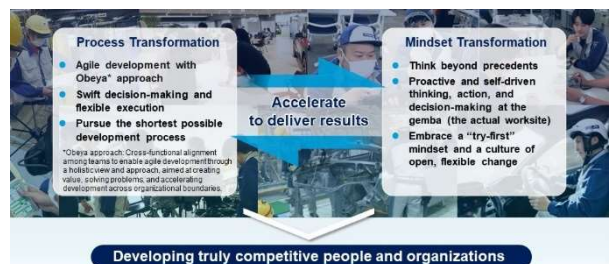 Process Transformation
● Agile development with
Obeya* approach
● Swift decision-making and
flexible execution
● Pursue the shortest possible
development process
*Obeya approach: Cross-functional alignment
among teams to enable agile development through
a holistic view and approach, aimed at creating
value, solving problems, and accelerating
development across organizational boundaries.
Accelerate
to deliver results
Mindset Transformation
● Think beyond precedents
● Proactive and self-driven
thinking, action, and
decision-making at the
gemba (the actual worksite)
● Embrace a “try-first”
mindset and a culture of
open, flexible change
Developing truly competitive people and organizations